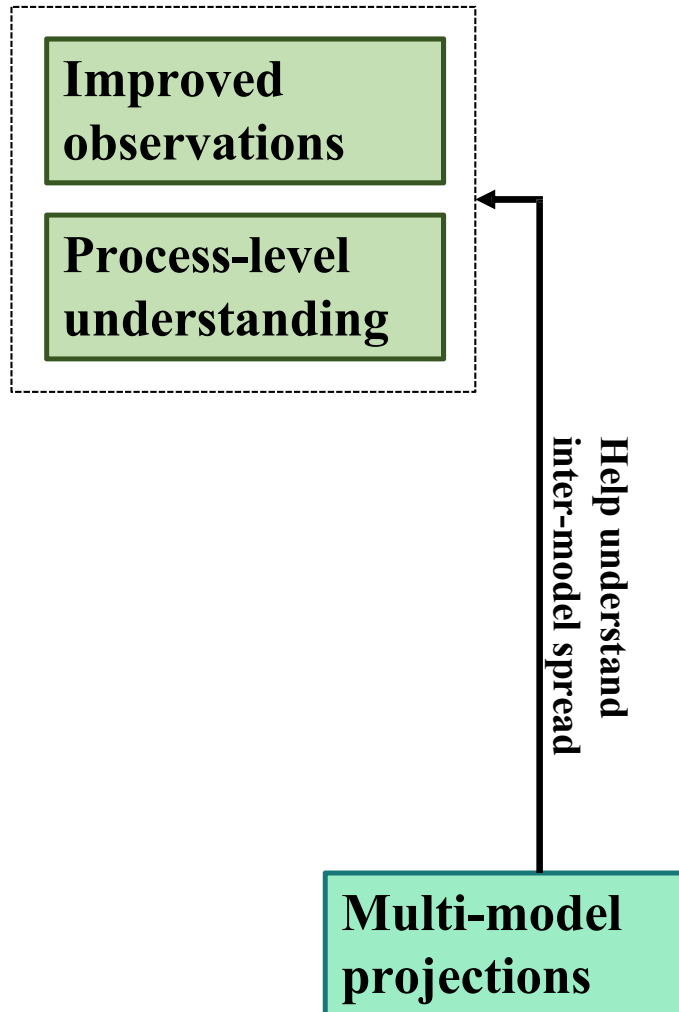 Improved
observations
Process-level
understanding
Help understand
inter-model spread
Multi-model
projections